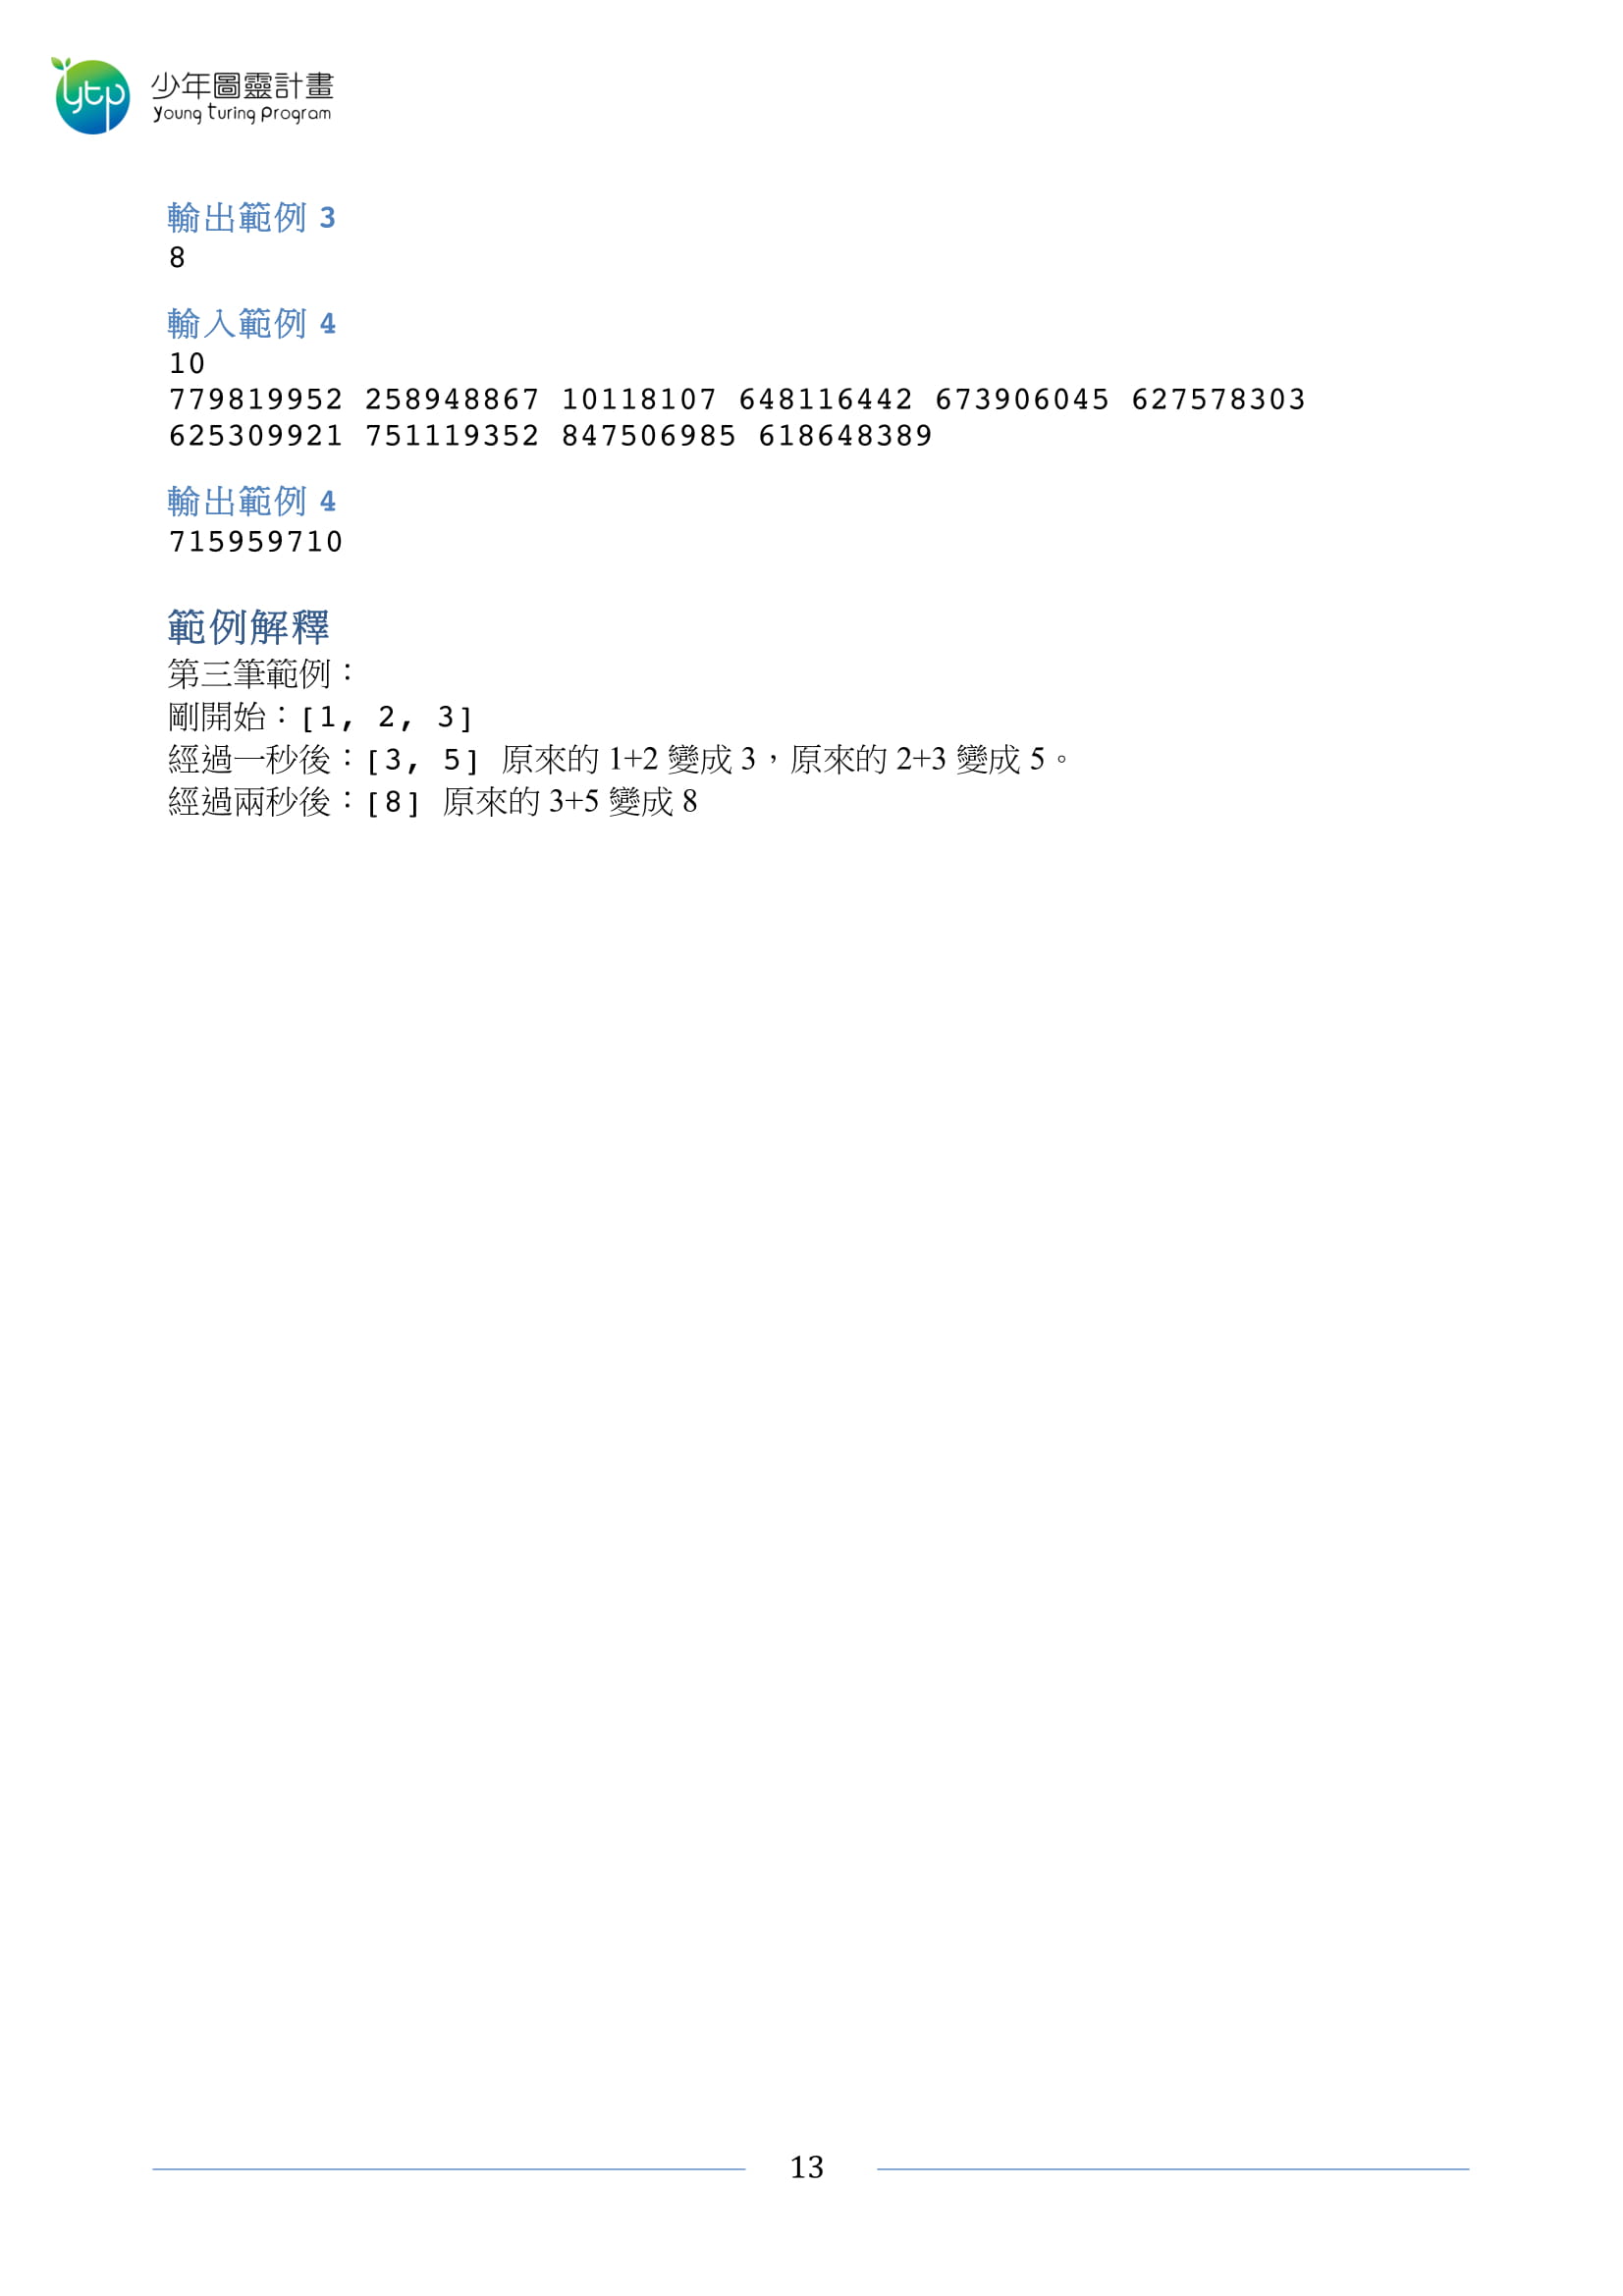 ytp 少年圖靈計畫
Young Turing Program
輸出範例 3
8
輸入範例 4
10
779819952 258948867 10118107 648116442 673906045 627578303
625309921 751119352 847506985 618648389
輸出範例 4
715959710
範例解釋
第三筆範例：
剛開始：[1, 2, 3]
經過一秒後：[3, 5] 原來的 1+2 變成 3，原來的 2+3 變成 5。
經過兩秒後：[8] 原來的 3+5 變成 8
13